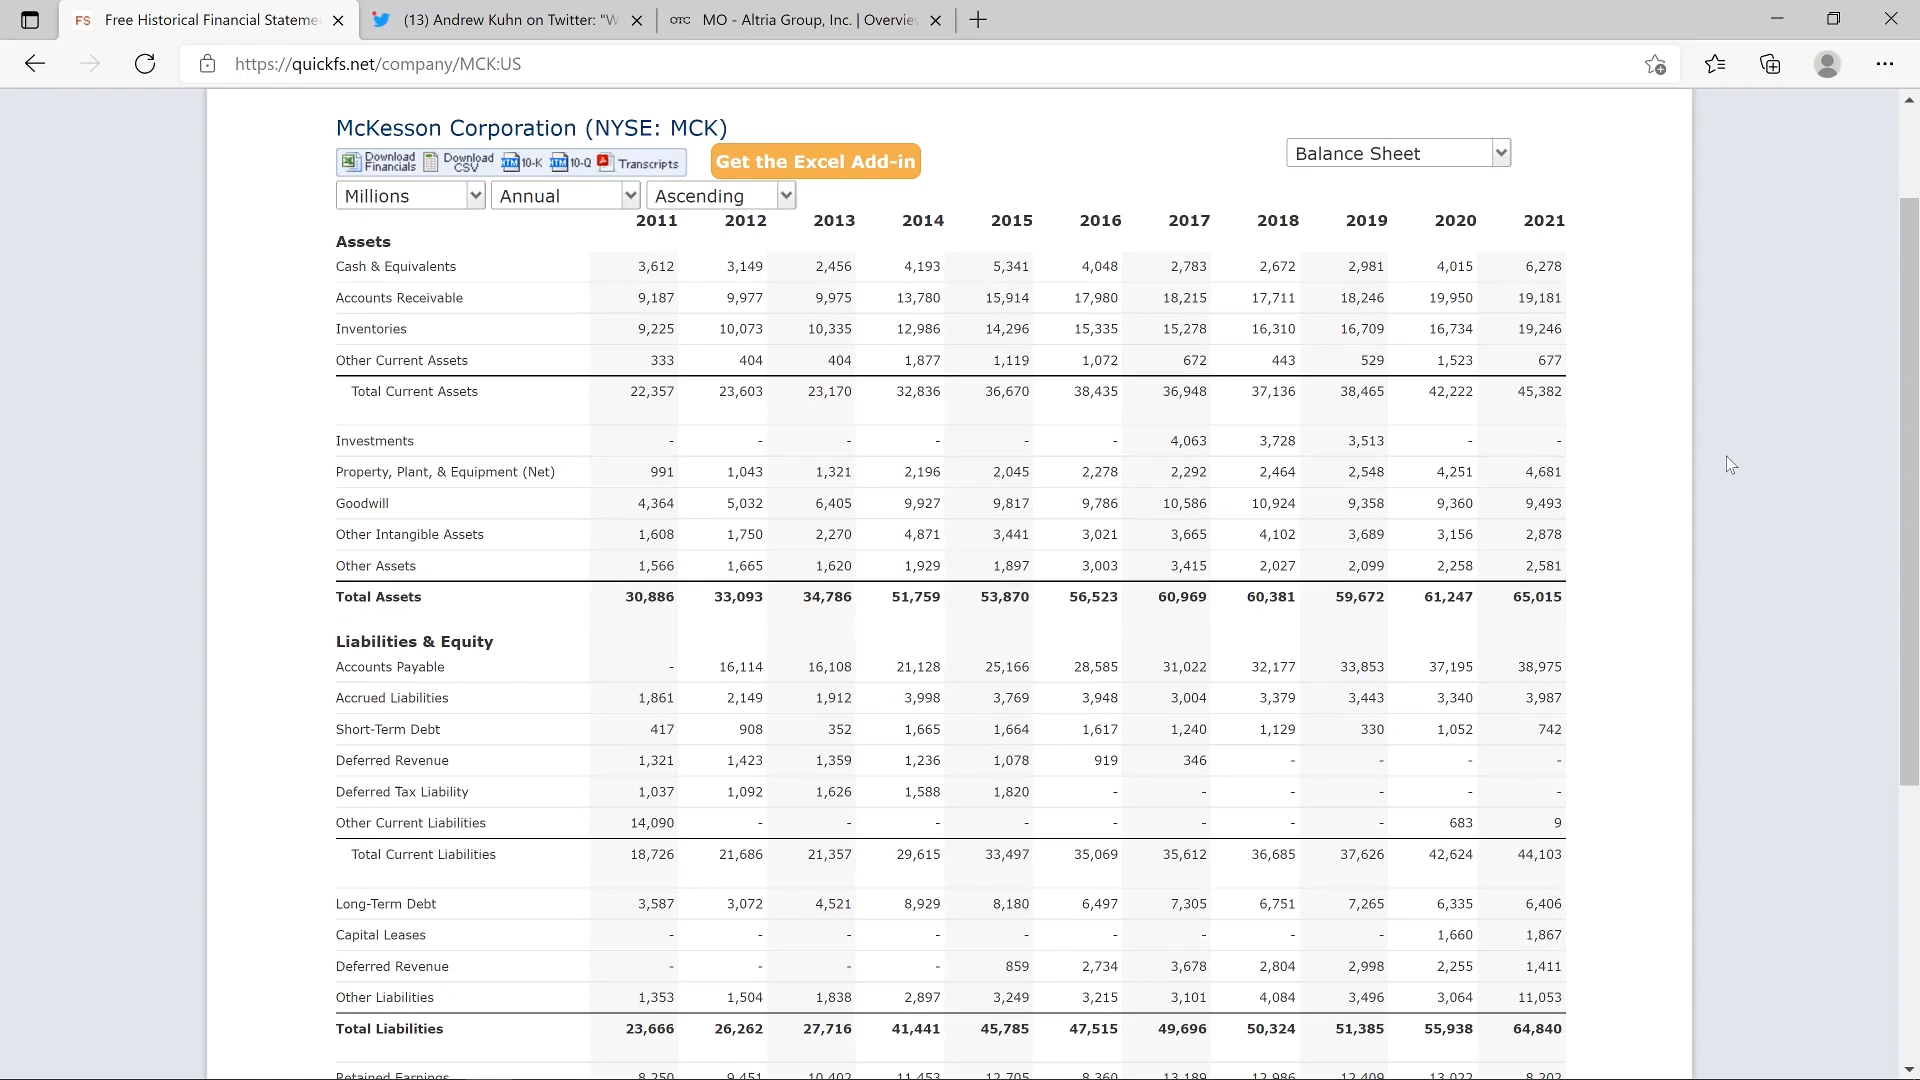 FS Free Historical Financial Stateme
(13) Andrew Kuhn on Twitter: "W
OTC MO - Altria Group, Inc. | Overvie
https://quickfs.net/company/MCK:US
McKesson Corporation (NYSE: MCK)
Download Financials Download CSV 10-K 10-Q Transcripts Get the Excel Add-in Balance Sheet
Millions Annual Ascending
2011 2012 2013 2014 2015 2016 2017 2018 2019 2020 2021
Assets
Cash & Equivalents 3,612 3,149 2,456 4,193 5,341 4,048 2,783 2,672 2,981 4,015 6,278
Accounts Receivable 9,187 9,977 9,975 13,780 15,914 17,980 18,215 17,711 18,246 19,950 19,181
Inventories 9,225 10,073 10,335 12,986 14,296 15,335 15,278 16,310 16,709 16,734 19,246
Other Current Assets 333 404 404 1,877 1,119 1,072 672 443 529 1,523 677
Total Current Assets 22,357 23,603 23,170 32,836 36,670 38,435 36,948 37,136 38,465 42,222 45,382
Investments - - - - - - 4,063 3,728 3,513 - -
Property, Plant, & Equipment (Net) 991 1,043 1,321 2,196 2,045 2,278 2,292 2,464 2,548 4,251 4,681
Goodwill 4,364 5,032 6,405 9,927 9,817 9,786 10,586 10,924 9,358 9,360 9,493
Other Intangible Assets 1,608 1,750 2,270 4,871 3,441 3,021 3,665 4,102 3,689 3,156 2,878
Other Assets 1,566 1,665 1,620 1,929 1,897 3,003 3,415 2,027 2,099 2,258 2,581
Total Assets 30,886 33,093 34,786 51,759 53,870 56,523 60,969 60,381 59,672 61,247 65,015
Liabilities & Equity
Accounts Payable - 16,114 16,108 21,128 25,166 28,585 31,022 32,177 33,853 37,195 38,975
Accrued Liabilities 1,861 2,149 1,912 3,998 3,769 3,948 3,004 3,379 3,443 3,340 3,987
Short-Term Debt 417 908 352 1,665 1,664 1,617 1,240 1,129 330 1,052 742
Deferred Revenue 1,321 1,423 1,359 1,236 1,078 919 346 - - - -
Deferred Tax Liability 1,037 1,092 1,626 1,588 1,820 - - - - - -
Other Current Liabilities 14,090 - - - - - - - - 683 9
Total Current Liabilities 18,726 21,686 21,357 29,615 33,497 35,069 35,612 36,685 37,626 42,624 44,103
Long-Term Debt 3,587 3,072 4,521 8,929 8,180 6,497 7,305 6,751 7,265 6,335 6,406
Capital Leases - - - - - - - - - 1,660 1,867
Deferred Revenue - - - - 859 2,734 3,678 2,804 2,998 2,255 1,411
Other Liabilities 1,353 1,504 1,838 2,897 3,249 3,215 3,101 4,084 3,496 3,064 11,053
Total Liabilities 23,666 26,262 27,716 41,441 45,785 47,515 49,696 50,324 51,385 55,938 64,840
Retained Earnings 8,250 9,451 10,402 11,453 12,705 8,360 13,189 12,986 12,409 13,022 8,202